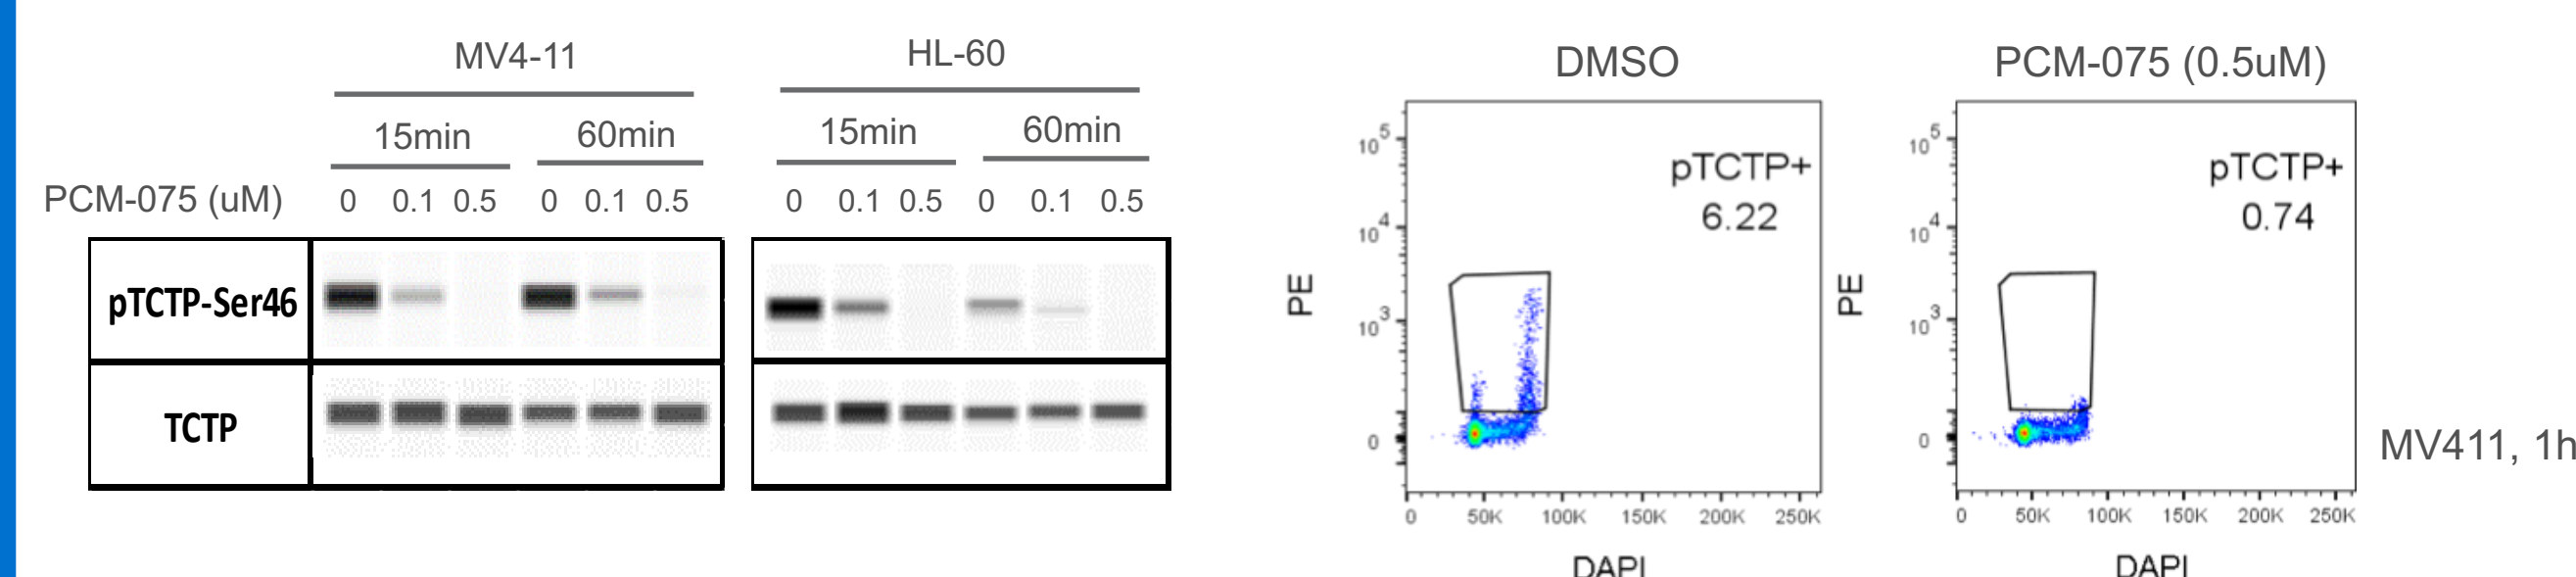 MV4-11
15min 60min
PCM-075 (uM) 0 0.1 0.5 0 0.1 0.5
pTCTP-Ser46
TCTP
HL-60
15min 60min
0 0.1 0.5 0 0.1 0.5
DMSO
pTCTP+
6.22
PE
10^5
10^4
10^3
0
0 50K 100K 150K 200K 250K
DAPI
PCM-075 (0.5uM)
pTCTP+
0.74
PE
10^5
10^4
10^3
0
0 50K 100K 150K 200K 250K
DAPI
MV411, 1h